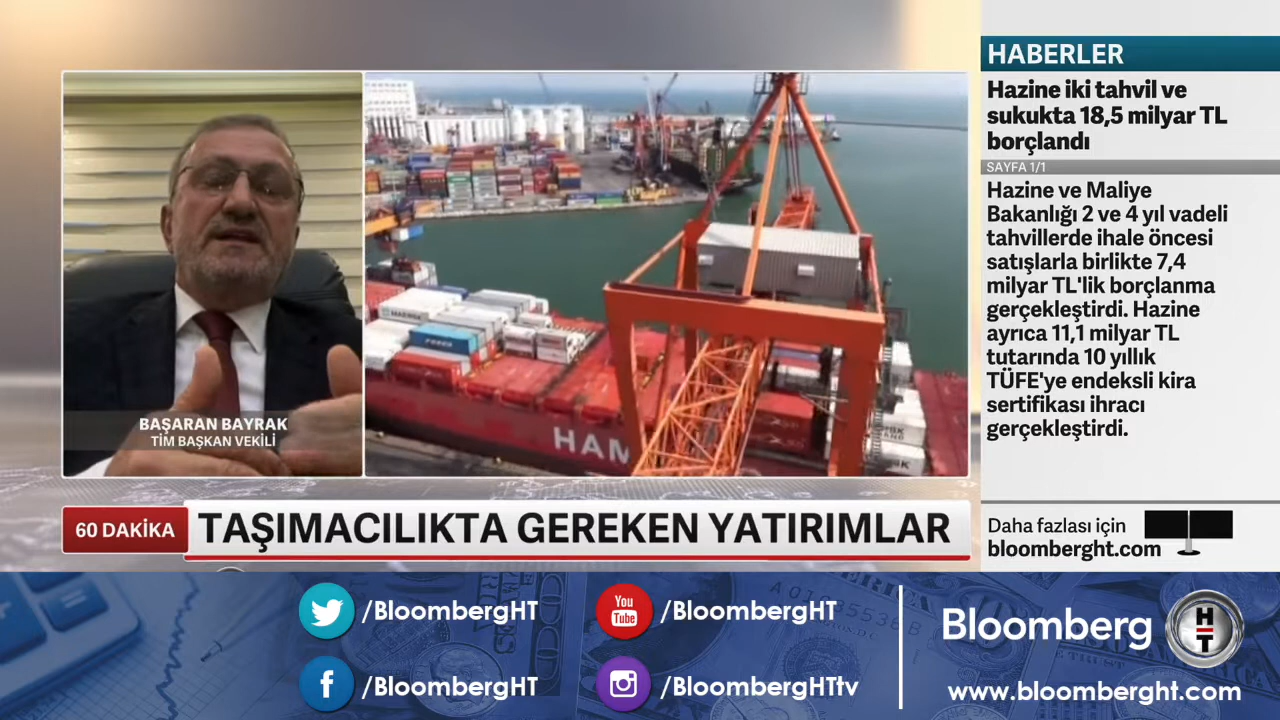 HABERLER
Hazine iki tahvil ve
sukukta 18,5 milyar TL
borçlandı
SAYFA 1/1
Hazine ve Maliye
Bakanlığı 2 ve 4 yıl vadeli
tahvillerde ihale öncesi
satışlarla birlikte 7,4
milyar TL'lik borçlanma
gerçekleştirdi. Hazine
ayrıca 11,1 milyar TL
tutarında 10 yıllık
TÜFE'ye endeksli kira
sertifikası ihracı
gerçekleştirdi.
Daha fazlası için
bloomberght.com
HAM
BAŞARAN BAYRAK
TİM BAŞKAN VEKİLİ
60 DAKİKA
TAŞIMACILIKTA GEREKEN YATIRIMLAR
/BloombergHT
You
Tube
/BloombergHT
/BloombergHT
/BloombergHTtv
Bloomberg
HT
www.bloomberght.com